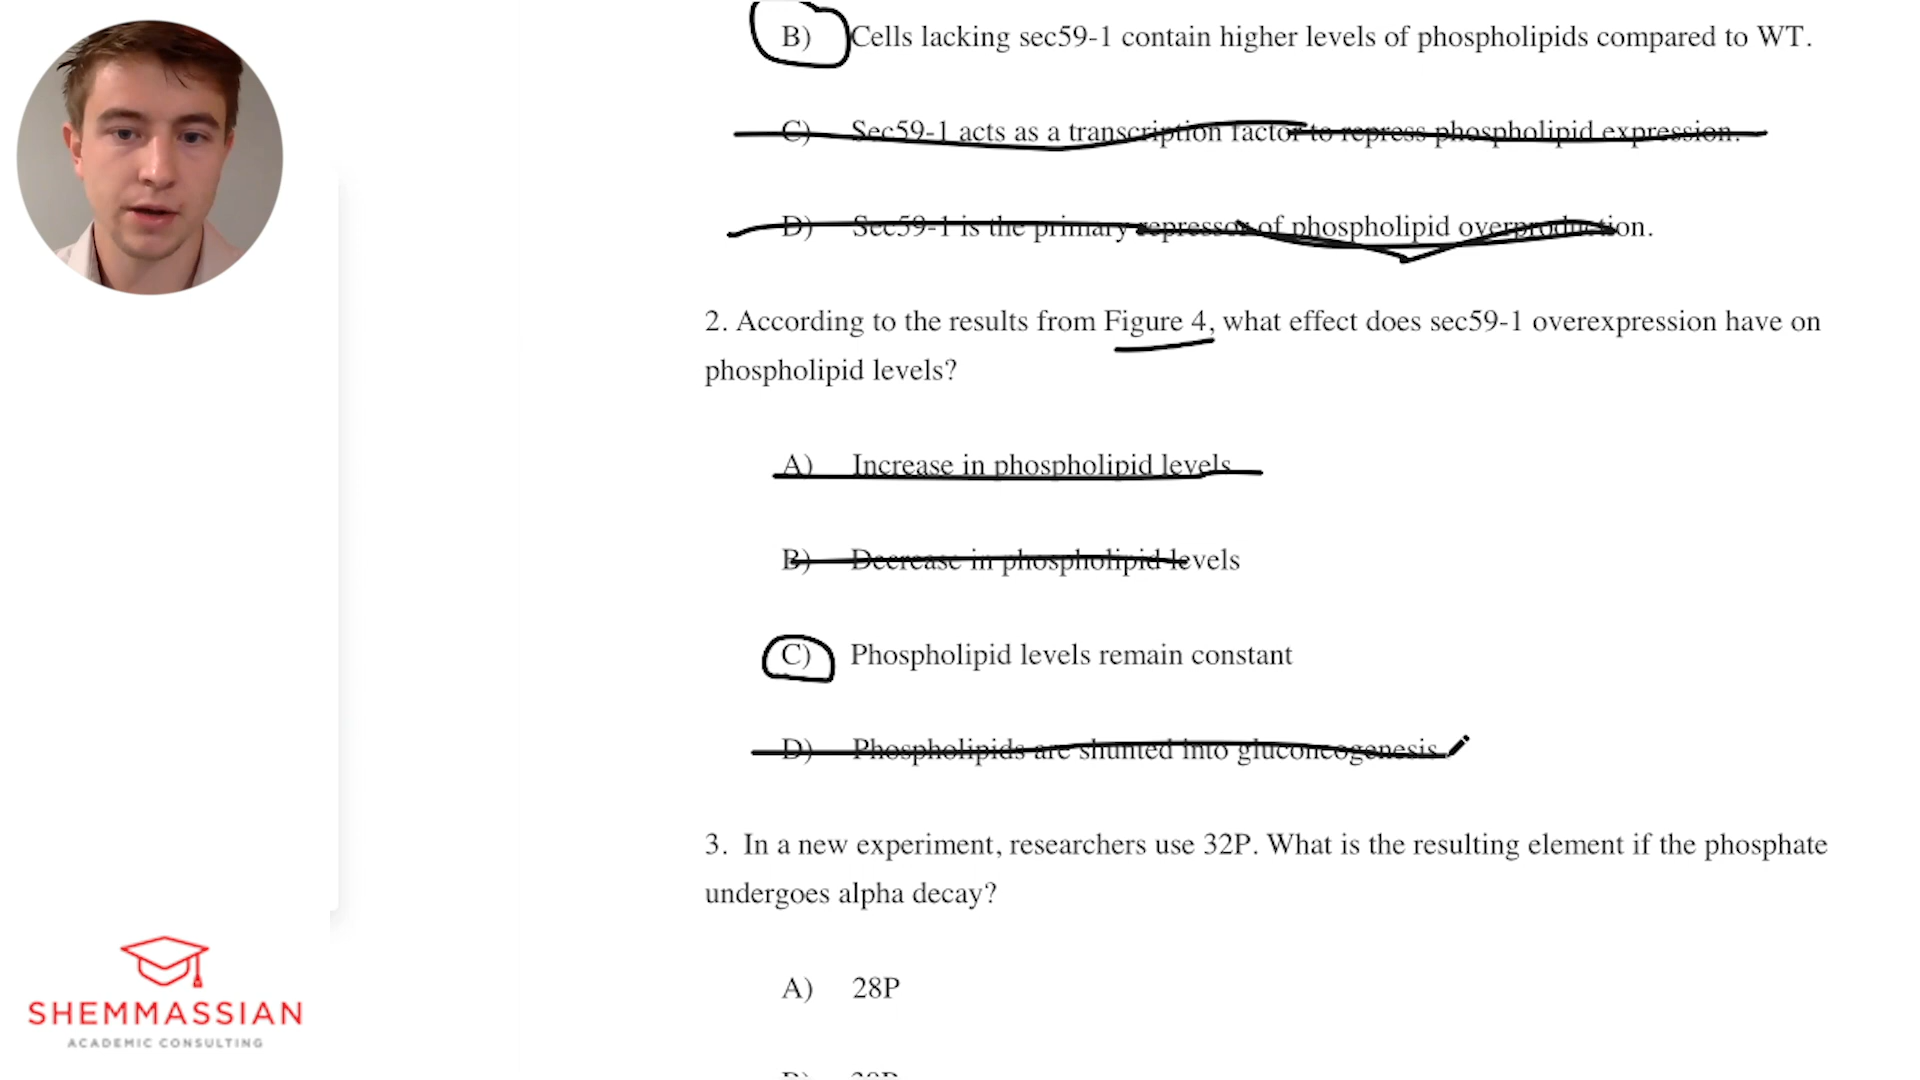 B) Cells lacking sec59-1 contain higher levels of phospholipids compared to WT.
C) Sec59-1 acts as a transcription factor to repress phospholipid expression.
D) Sec59-1 is the primary repressor of phospholipid overproduction.
2. According to the results from Figure 4, what effect does sec59-1 overexpression have on
phospholipid levels?
A) Increase in phospholipid levels
B) Decrease in phospholipid levels
C) Phospholipid levels remain constant
D) Phospholipids are shunted into gluconeogenesis
3. In a new experiment, researchers use 32P. What is the resulting element if the phosphate
undergoes alpha decay?
A) 28P
SHEMMASSIAN
ACADEMIC CONSULTING